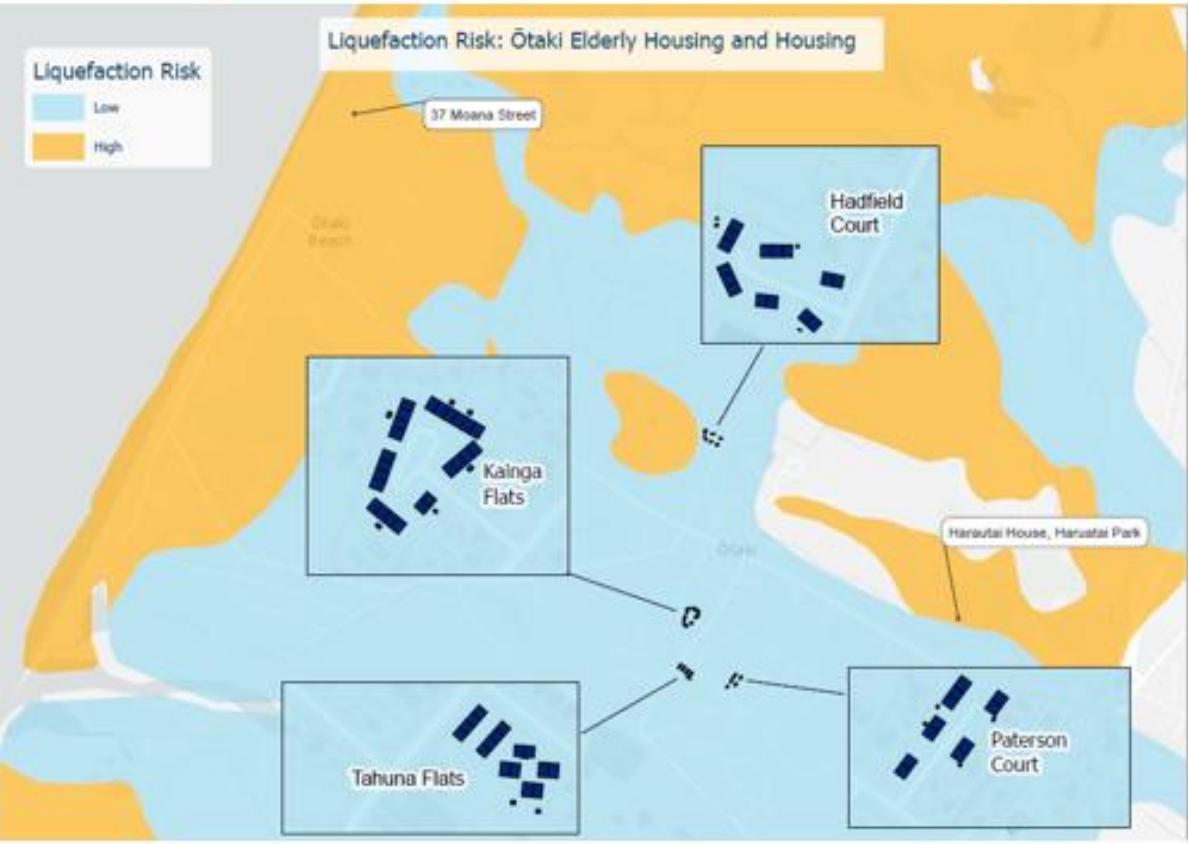 Liquefaction Risk: Ōtaki Elderly Housing and Housing
Liquefaction Risk
Low
High
37 Moana Street
Ōtaki
Beach
Hadfield
Court
Kainga
Flats
Ōtaki
Harautai House, Haruatai Park
Tahuna Flats
Paterson
Court